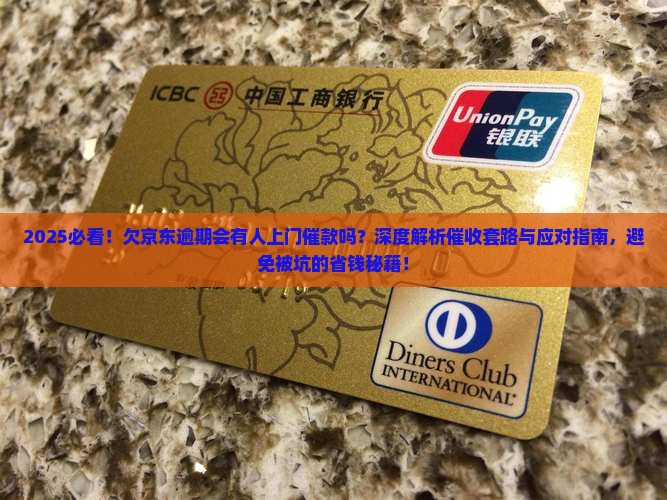 ICBC 中国工商银行
UnionPay
银联
2025必看！欠京东逾期会有人上门催款吗？深度解析催收套路与应对指南，避
免被坑的省钱秘籍！
Diners Club
INTERNATIONAL